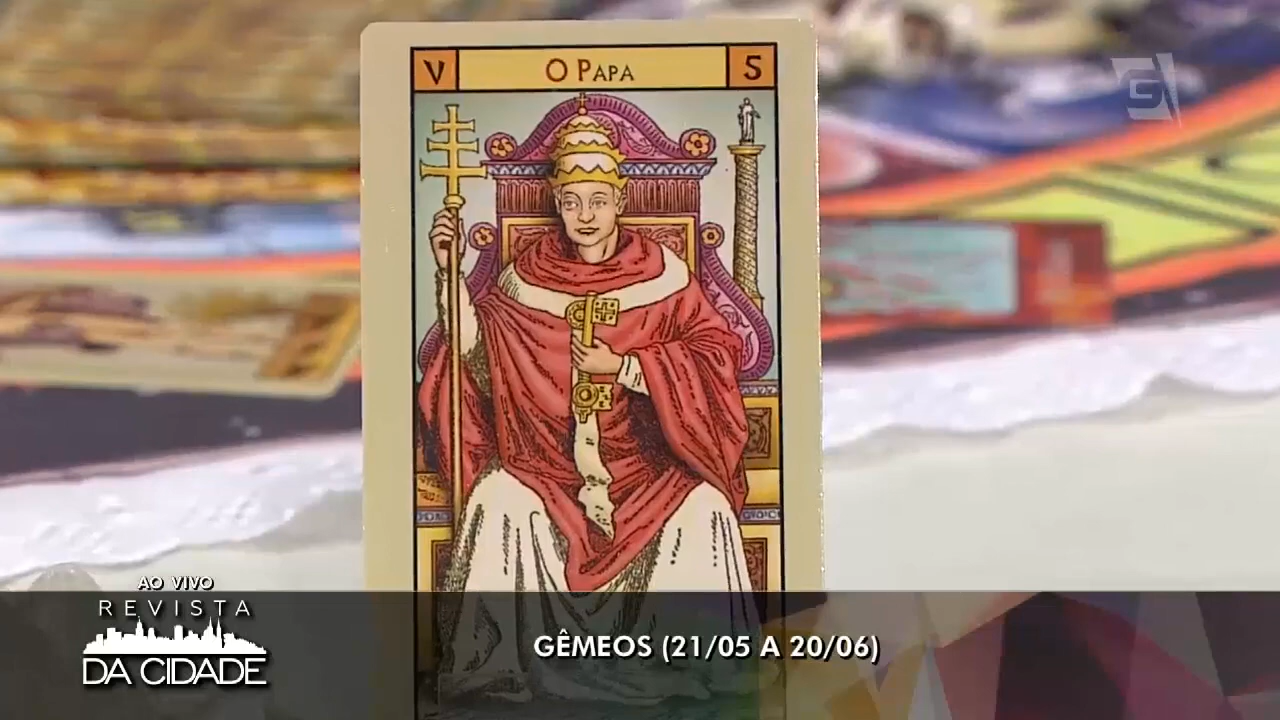 V O PAPA 5
G
AO VIVO
REVISTA
DA CIDADE
GÊMEOS (21/05 A 20/06)